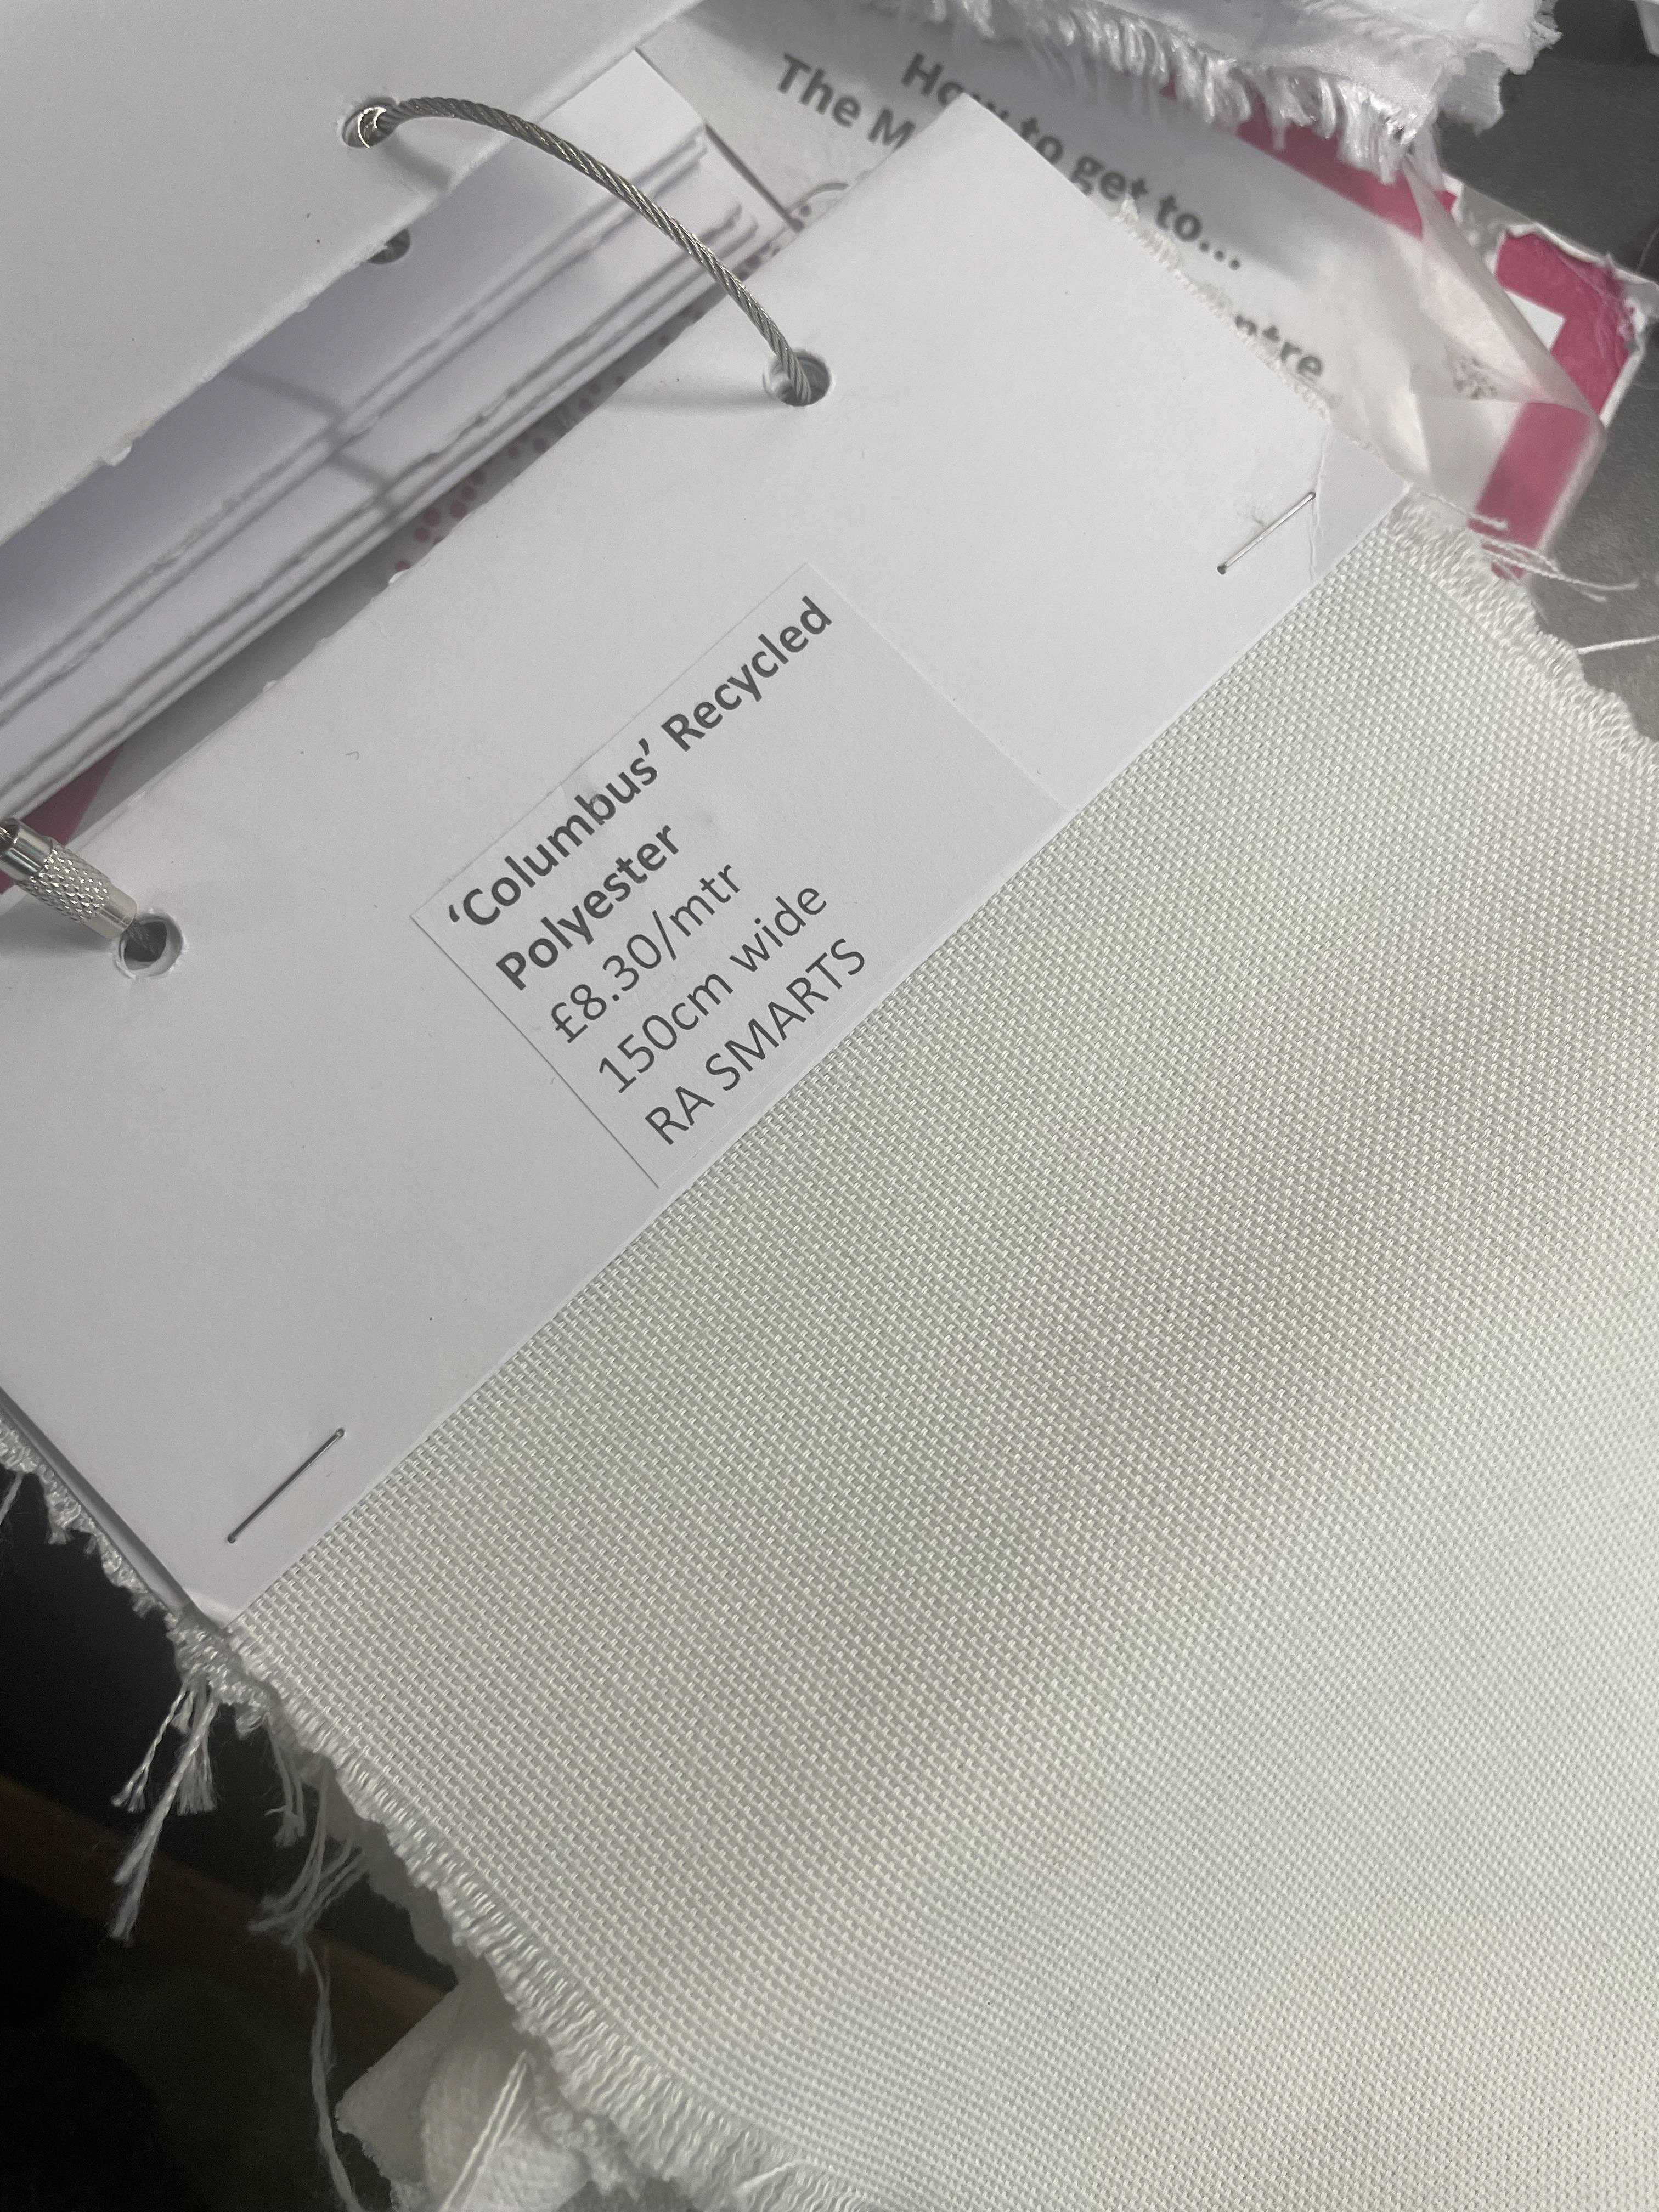 How to get to...
The M
ntre
‘Columbus’ Recycled
Polyester
£8.30/mtr
150cm wide
RA SMARTS